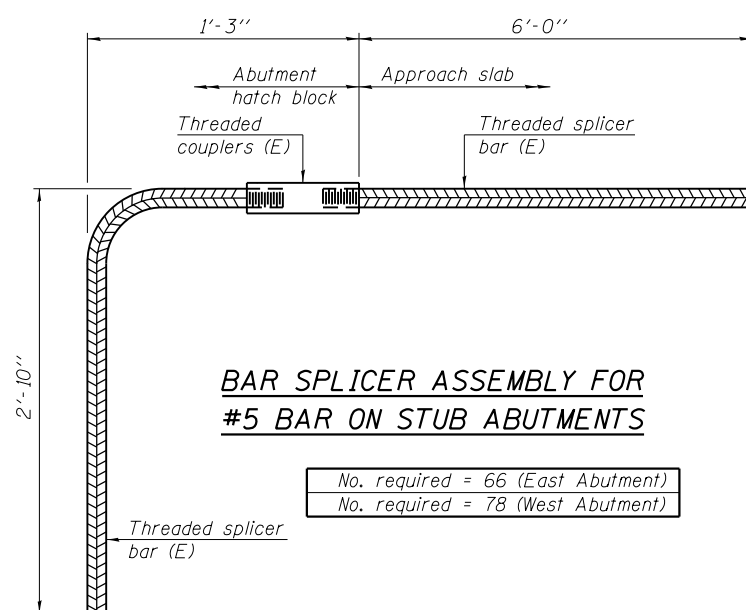 1'-3''
6'-0''
Abutment
hatch block
Approach slab
Threaded
couplers (E)
Threaded splicer
bar (E)
2'-10''
BAR SPLICER ASSEMBLY FOR
#5 BAR ON STUB ABUTMENTS
No. required = 66 (East Abutment)
No. required = 78 (West Abutment)
Threaded splicer
bar (E)